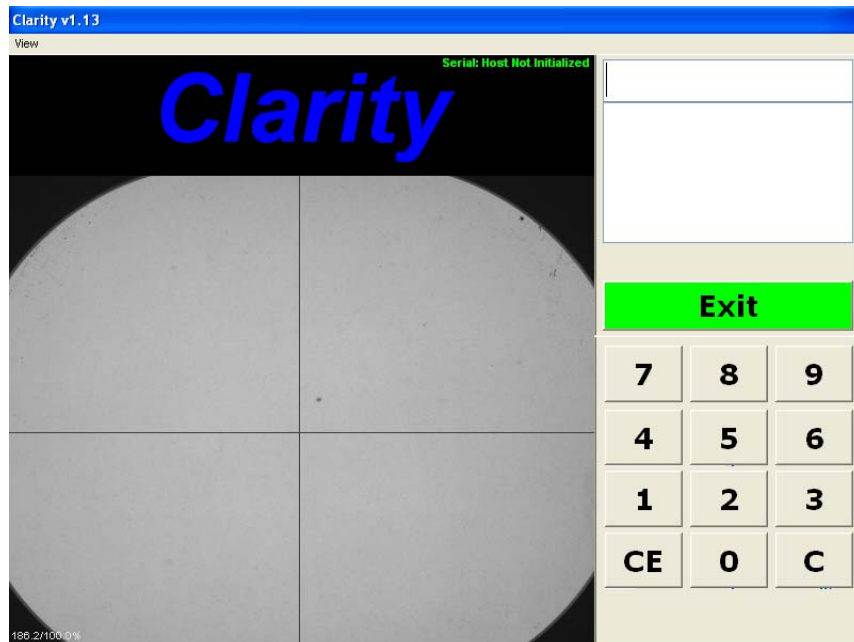 Clarity v1.13
View
Serial: Host Not Initialized
Clarity
Exit
7 8 9
4 5 6
1 2 3
CE 0 C
186.2/100.0%